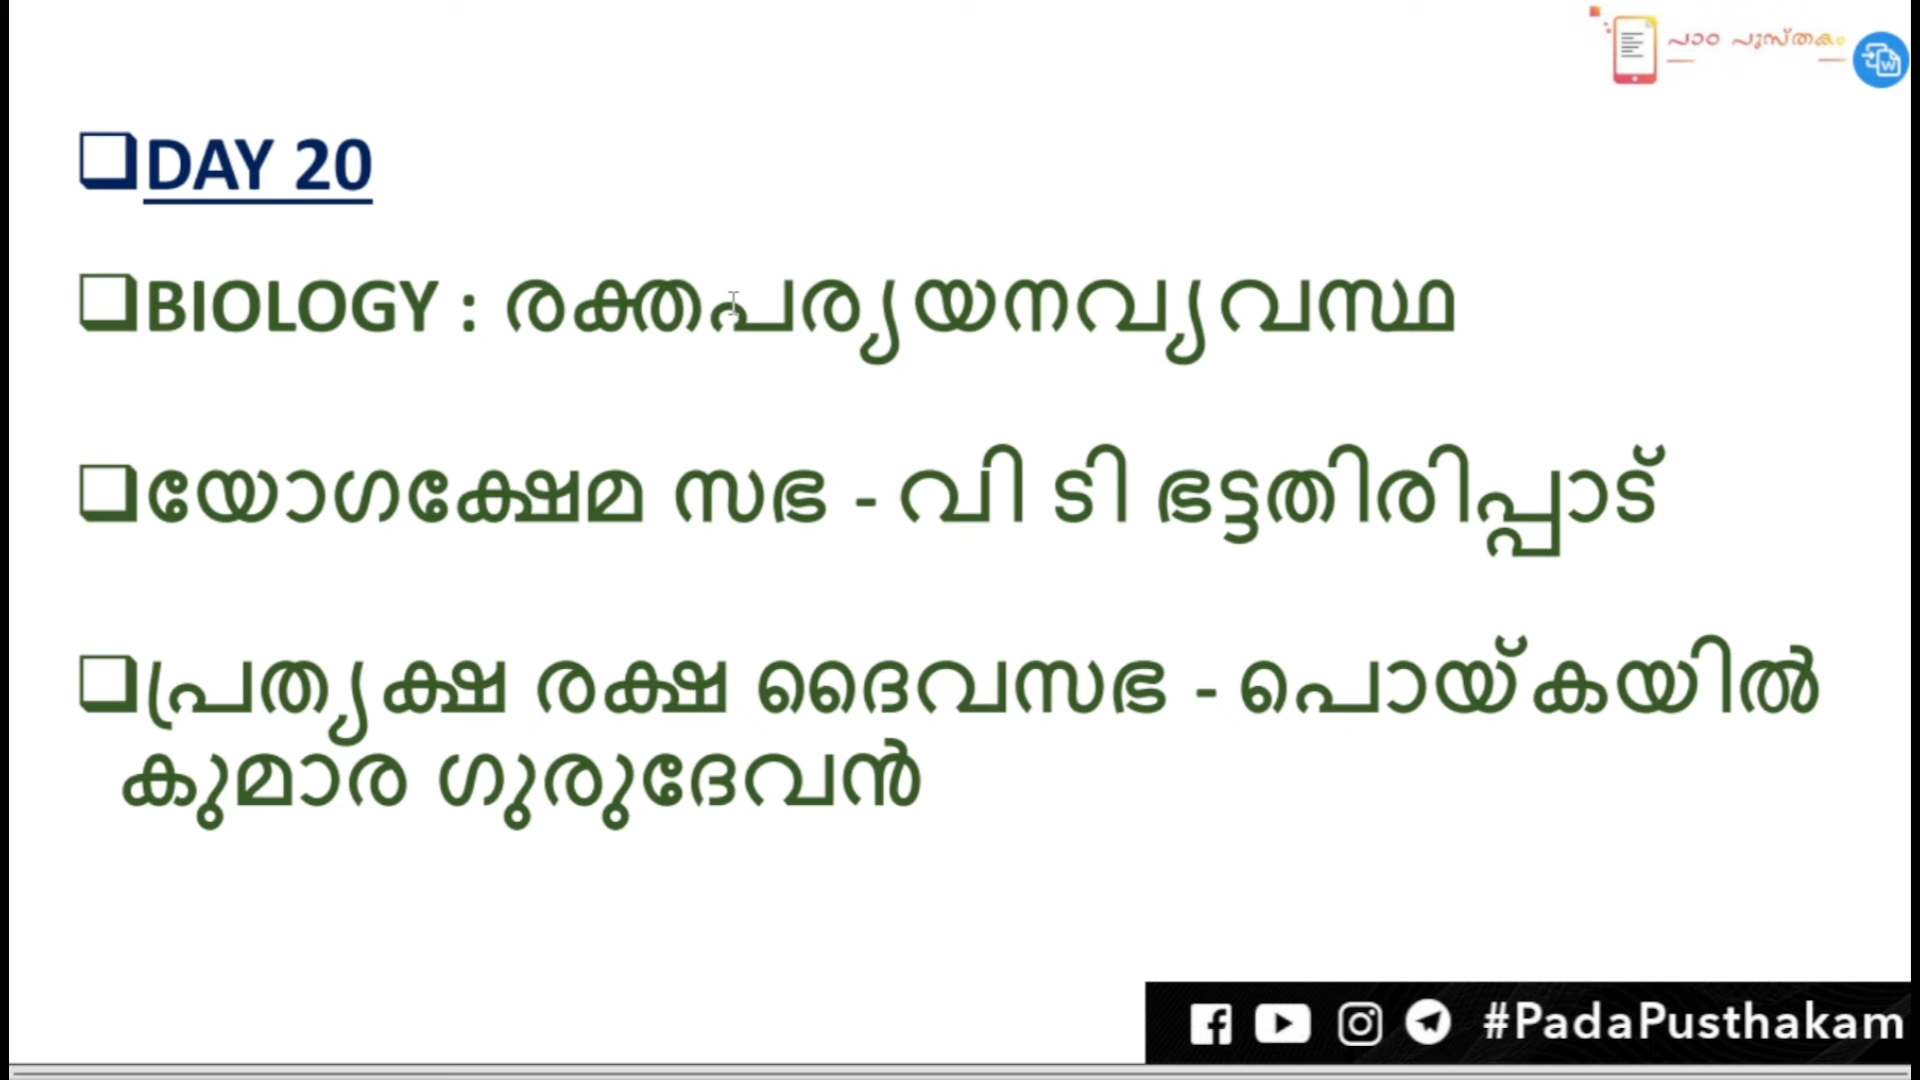 പാഠ പുസ്തകം
DAY 20
BIOLOGY : രക്തപര്യയനവ്യവസ്ഥ
യോഗക്ഷേമ സഭ - വി ടി ഭട്ടതിരിപ്പാട്
പ്രത്യക്ഷ രക്ഷ ദൈവസഭ - പൊയ്കയിൽ
കുമാര ഗുരുദേവൻ
#PadaPusthakam